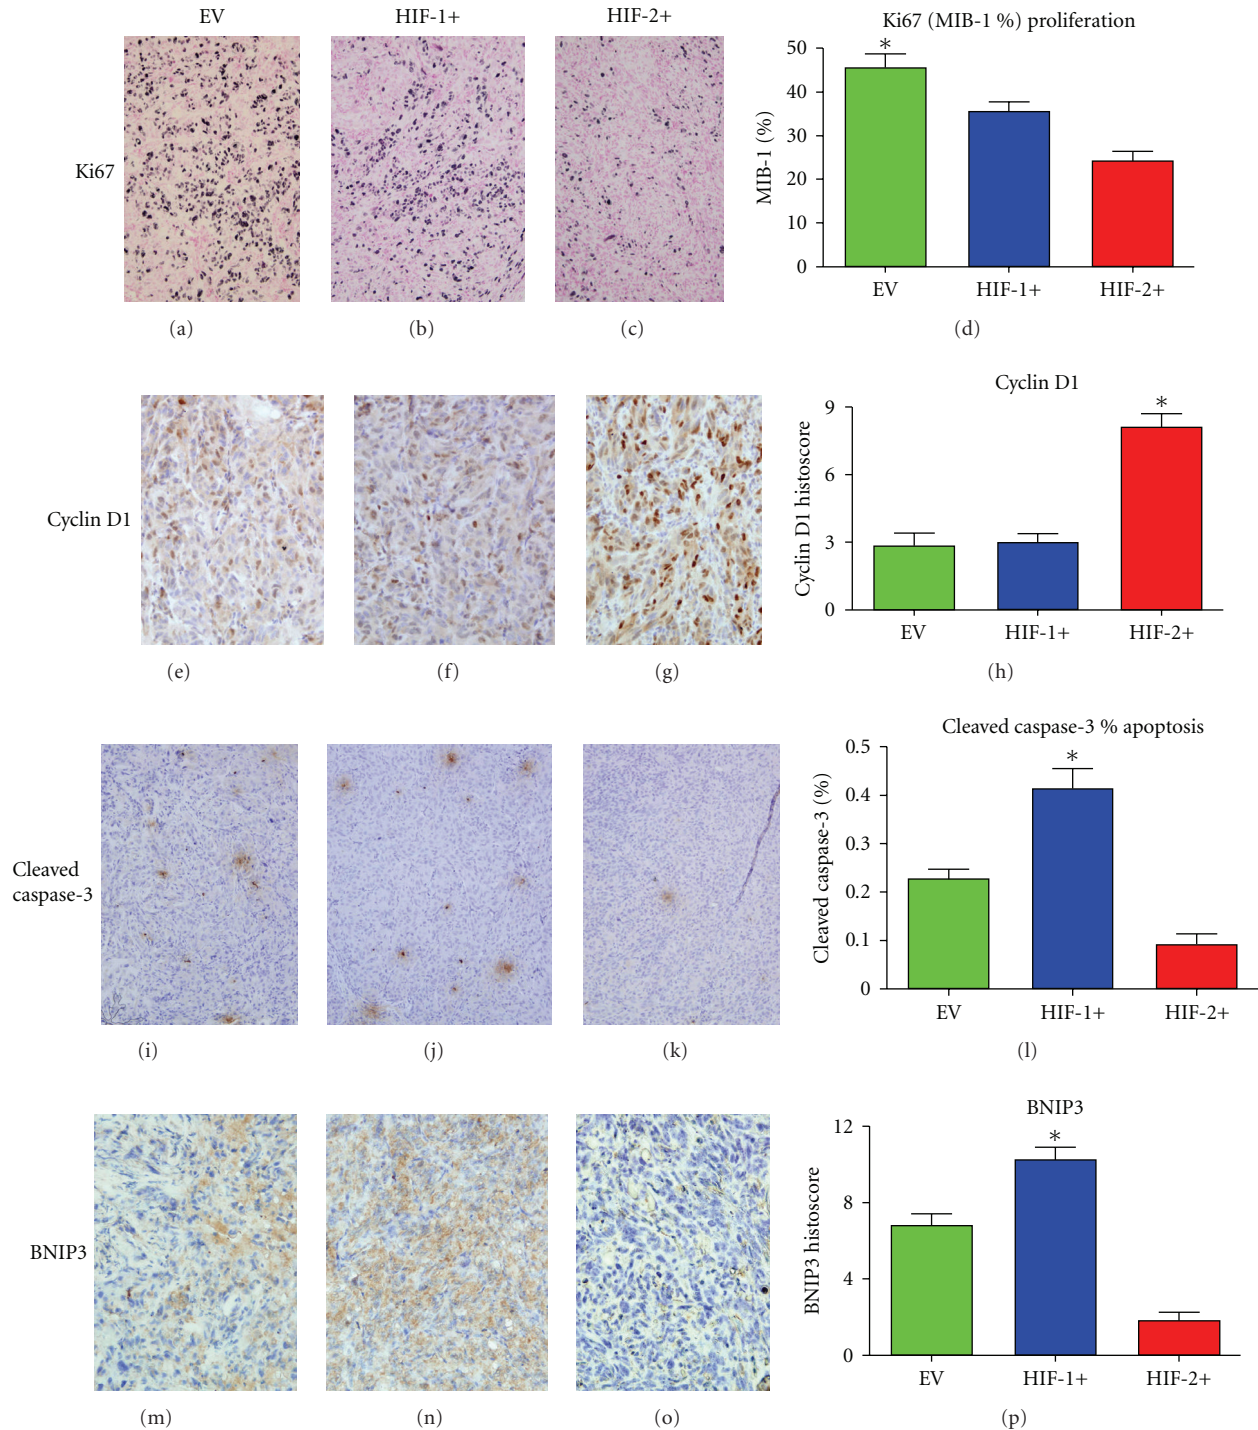 EV HIF-1+ HIF-2+
Ki67
(a) (b) (c)
Ki67 (MIB-1 %) proliferation
MIB-1 (%)
50
40
30
20
10
0
*
EV HIF-1+ HIF-2+
(d)
Cyclin D1
(e) (f) (g)
Cyclin D1
Cyclin D1 histoscore
9
6
3
0
*
EV HIF-1+ HIF-2+
(h)
Cleaved
caspase-3
(i) (j) (k)
Cleaved caspase-3 % apoptosis
Cleaved caspase-3 (%)
0.5
0.4
0.3
0.2
0.1
0
*
EV HIF-1+ HIF-2+
(l)
BNIP3
(m) (n) (o)
BNIP3
BNIP3 histoscore
12
8
4
0
*
EV HIF-1+ HIF-2+
(p)